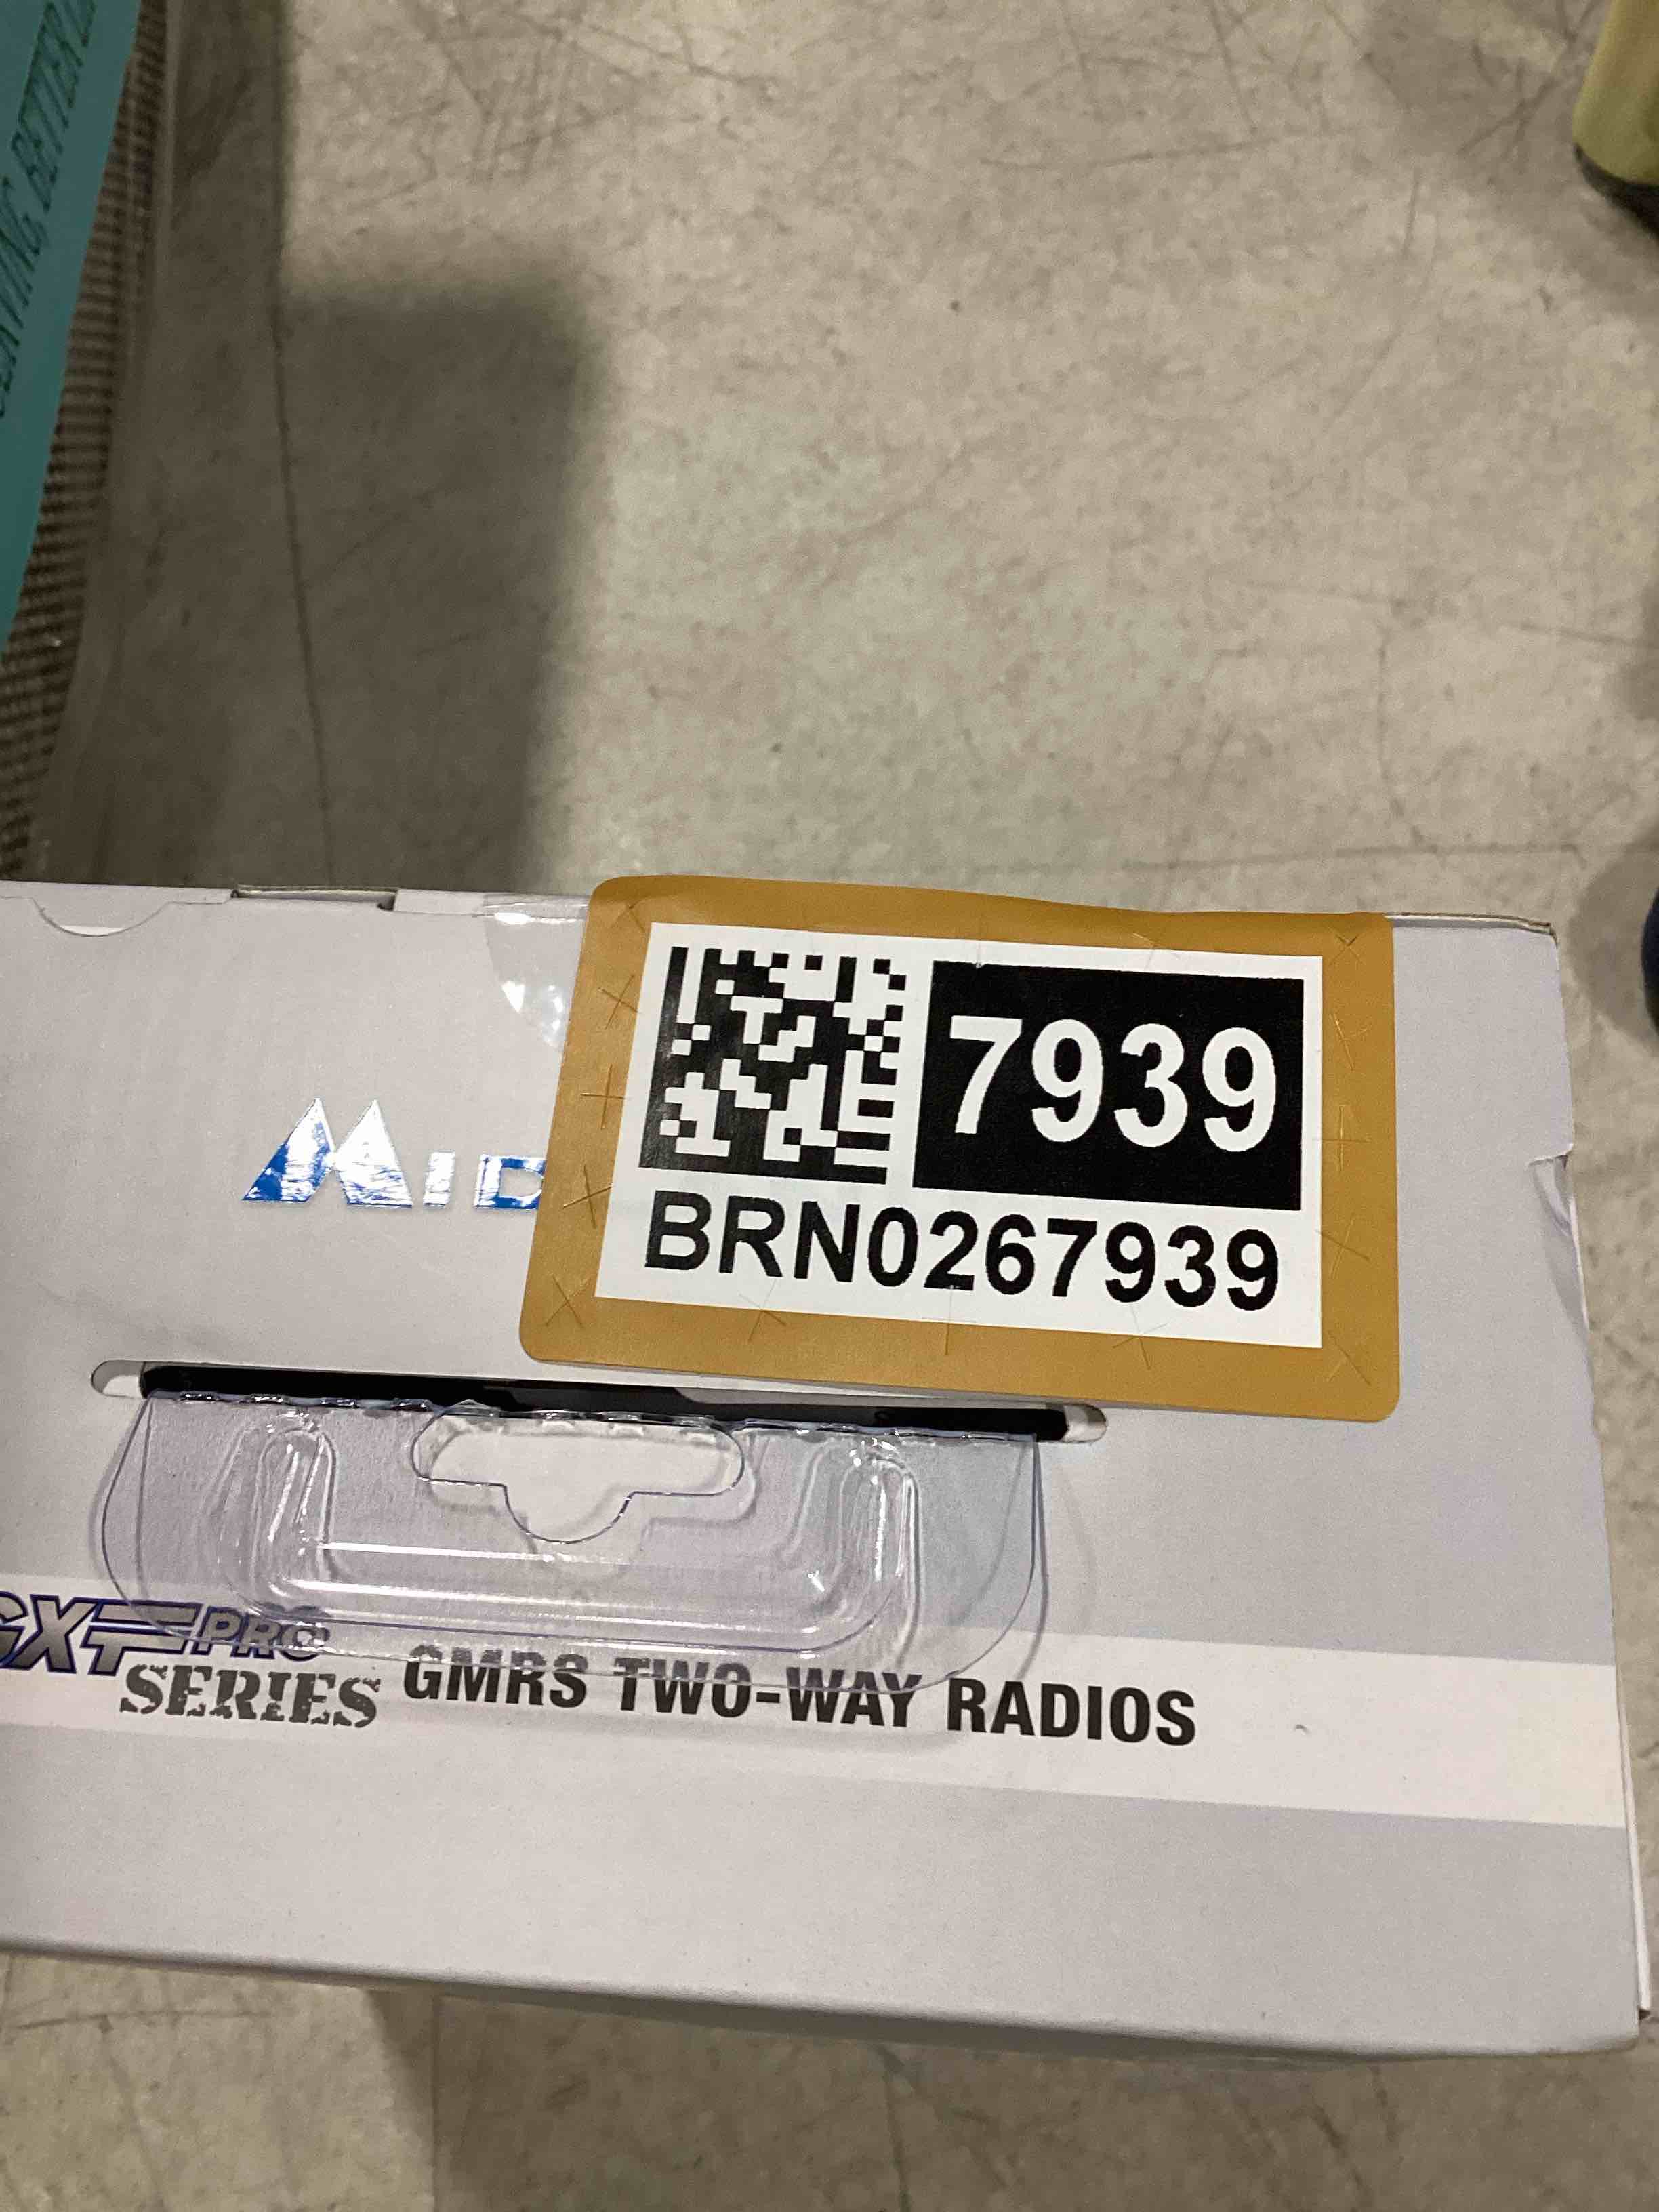 7939
BRN0267939
MID
GXT PRO
SERIES
GMRS TWO-WAY RADIOS